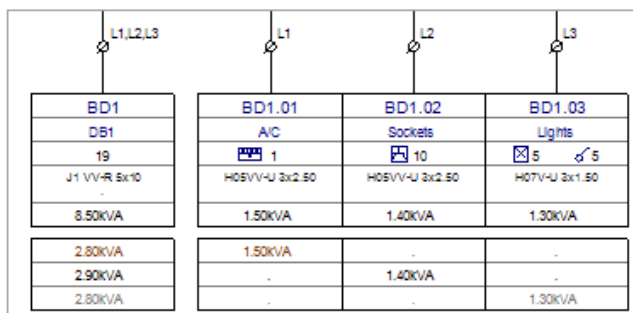 L1,L2,L3 L1 L2 L3
BD1 BD1.01 BD1.02 BD1.03
DB1 A/C Sockets Lights
19 1 10 5 5
J1 VV-R 5x10 H05VV-U 3x2.50 H05VV-U 3x2.50 H07V-U 3x1.50
.
8.50kVA 1.50kVA 1.40kVA 1.30kVA
2.80kVA 1.50kVA . .
2.90kVA . 1.40kVA .
2.80kVA . . 1.30kVA